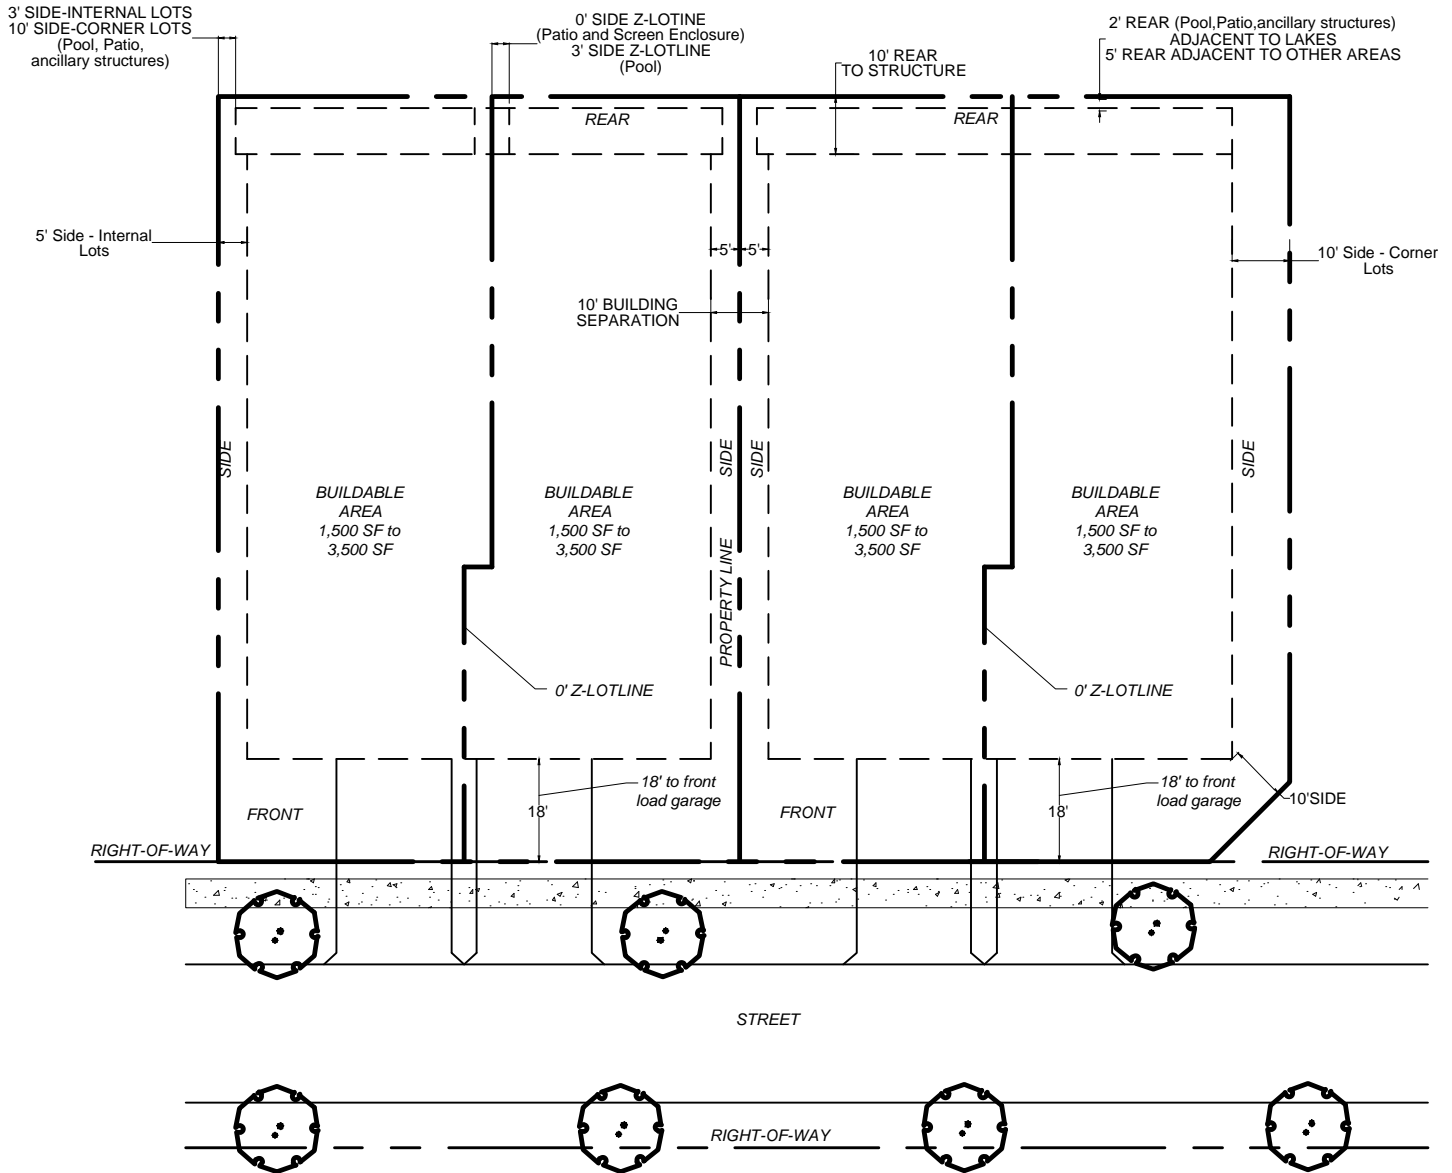 3' SIDE-INTERNAL LOTS
10' SIDE-CORNER LOTS
(Pool, Patio,
ancillary structures)
0' SIDE Z-LOTINE
(Patio and Screen Enclosure)
3' SIDE Z-LOTLINE
(Pool)
10' REAR
TO STRUCTURE
2' REAR (Pool,Patio,ancillary structures)
ADJACENT TO LAKES
5' REAR ADJACENT TO OTHER AREAS
REAR
REAR
5' Side - Internal
Lots
5'
5'
10' Side - Corner
Lots
10' BUILDING
SEPARATION
SIDE
SIDE
SIDE
SIDE
BUILDABLE
AREA
1,500 SF to
3,500 SF
BUILDABLE
AREA
1,500 SF to
3,500 SF
BUILDABLE
AREA
1,500 SF to
3,500 SF
BUILDABLE
AREA
1,500 SF to
3,500 SF
PROPERTY LINE
0' Z-LOTLINE
0' Z-LOTLINE
FRONT
18'
18' to front
load garage
FRONT
18'
18' to front
load garage
10'SIDE
RIGHT-OF-WAY
RIGHT-OF-WAY
STREET
RIGHT-OF-WAY